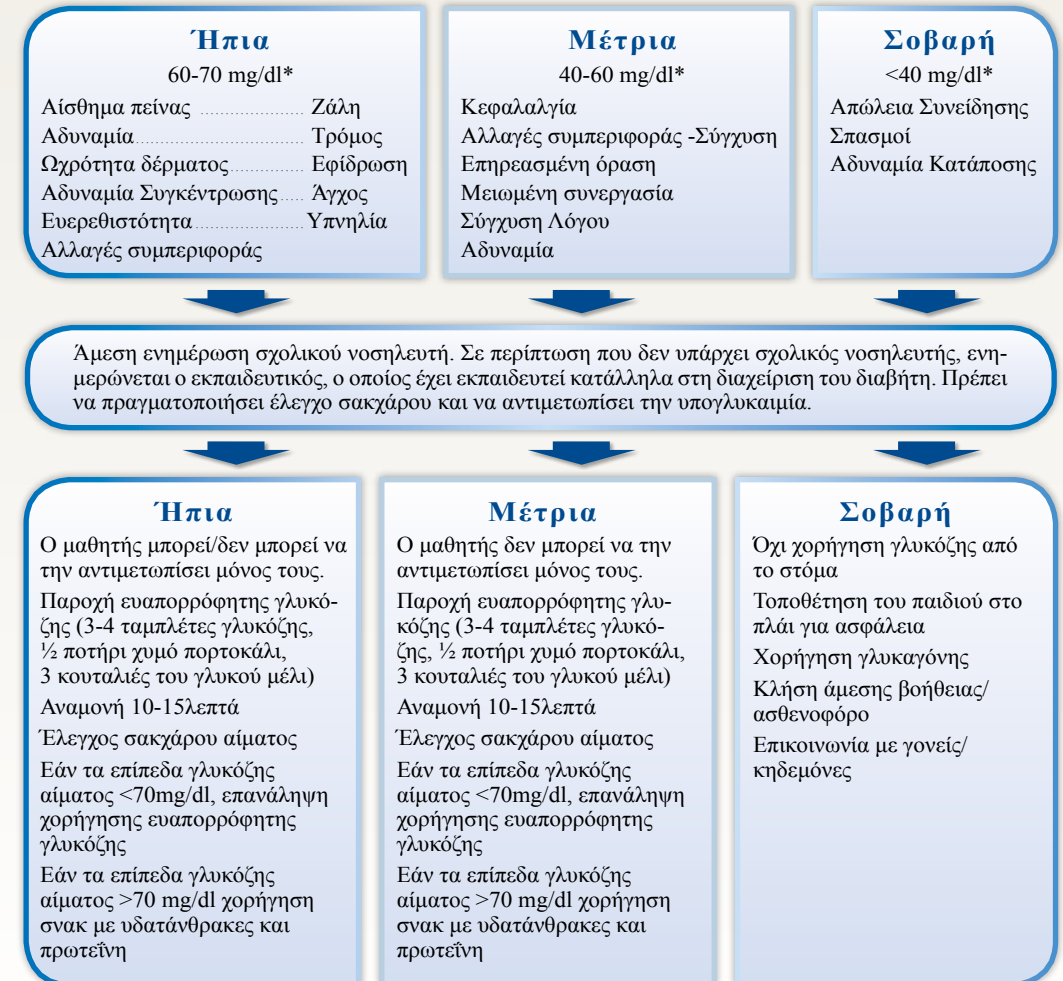 Ήπια
60-70 mg/dl*
Αίσθημα πείνας ..................... Ζάλη
Αδυναμία.................................. Τρόμος
Ωχρότητα δέρματος............... Εφίδρωση
Αδυναμία Συγκέντρωσης ..... Άγχος
Ευερεθιστότητα...................... Υπνηλία
Αλλαγές συμπεριφοράς
Μέτρια
40-60 mg/dl*
Κεφαλαλγία
Αλλαγές συμπεριφοράς -Σύγχυση
Επηρεασμένη όραση
Μειωμένη συνεργασία
Σύγχυση Λόγου
Αδυναμία
Σοβαρή
<40 mg/dl*
Απώλεια Συνείδησης
Σπασμοί
Αδυναμία Κατάποσης
Άμεση ενημέρωση σχολικού νοσηλευτή. Σε περίπτωση που δεν υπάρχει σχολικός νοσηλευτής, ενη-
μερώνεται ο εκπαιδευτικός, ο οποίος έχει εκπαιδευτεί κατάλληλα στη διαχείριση του διαβήτη. Πρέπει
να πραγματοποιήσει έλεγχο σακχάρου και να αντιμετωπίσει την υπογλυκαιμία.
Ήπια
Ο μαθητής μπορεί/δεν μπορεί να
την αντιμετωπίσει μόνος τους.
Παροχή ευαπορρόφητης γλυκό-
ζης (3-4 ταμπλέτες γλυκόζης,
½ ποτήρι χυμό πορτοκάλι,
3 κουταλιές του γλυκού μέλι)
Αναμονή 10-15λεπτά
Έλεγχος σακχάρου αίματος
Εάν τα επίπεδα γλυκόζης
αίματος <70mg/dl, επανάληψη
χορήγησης ευαπορρόφητης
γλυκόζης
Εάν τα επίπεδα γλυκόζης
αίματος >70 mg/dl χορήγηση
σνακ με υδατάνθρακες και
πρωτεΐνη
Μέτρια
Ο μαθητής δεν μπορεί να την
αντιμετωπίσει μόνος τους.
Παροχή ευαπορρόφητης γλυ-
κόζης (3-4 ταμπλέτες γλυκό-
ζης, ½ ποτήρι χυμό πορτοκάλι,
3 κουταλιές του γλυκού μέλι)
Αναμονή 10-15λεπτά
Έλεγχος σακχάρου αίματος
Εάν τα επίπεδα γλυκόζης
αίματος <70mg/dl, επανάληψη
χορήγησης ευαπορρόφητης
γλυκόζης
Εάν τα επίπεδα γλυκόζης
αίματος >70 mg/dl χορήγηση
σνακ με υδατάνθρακες και
πρωτεΐνη
Σοβαρή
Όχι χορήγηση γλυκόζης από
το στόμα
Τοποθέτηση του παιδιού στο
πλάι για ασφάλεια
Χορήγηση γλυκαγόνης
Κλήση άμεσης βοήθειας/
ασθενοφόρο
Επικοινωνία με γονείς/
κηδεμόνες